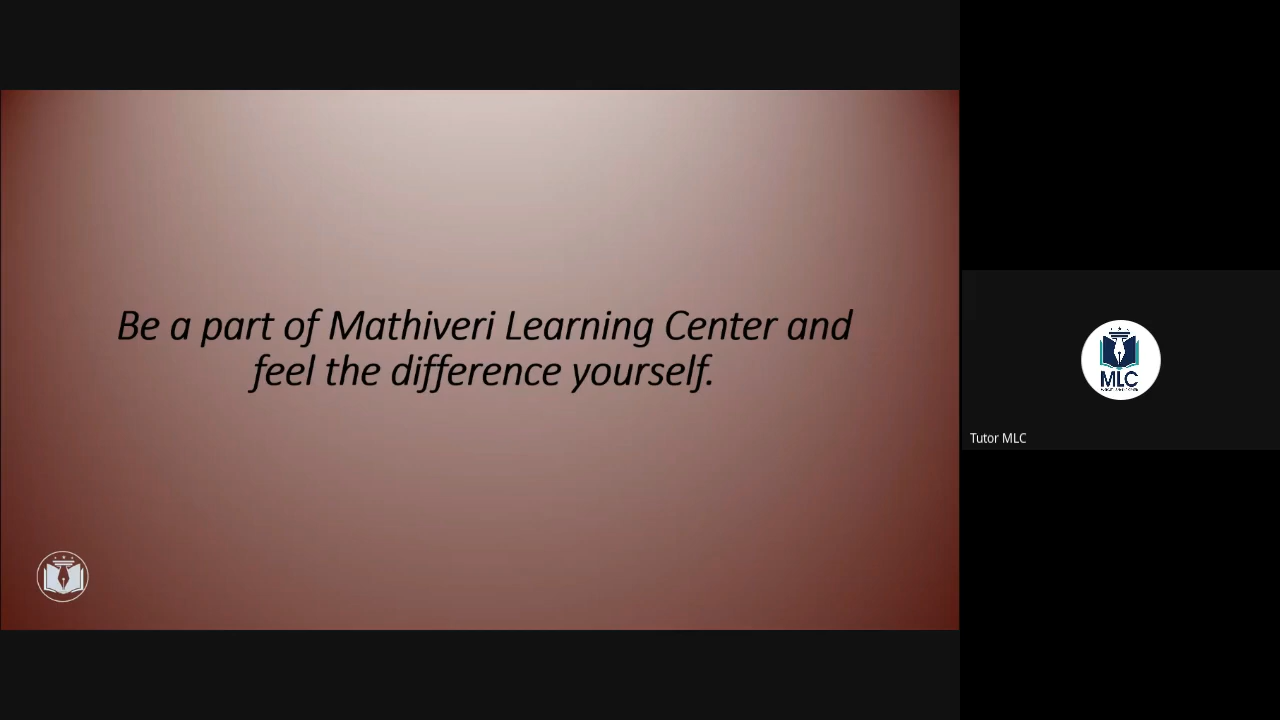 Be a part of Mathiveri Learning Center and
feel the difference yourself.
MLC
Tutor MLC